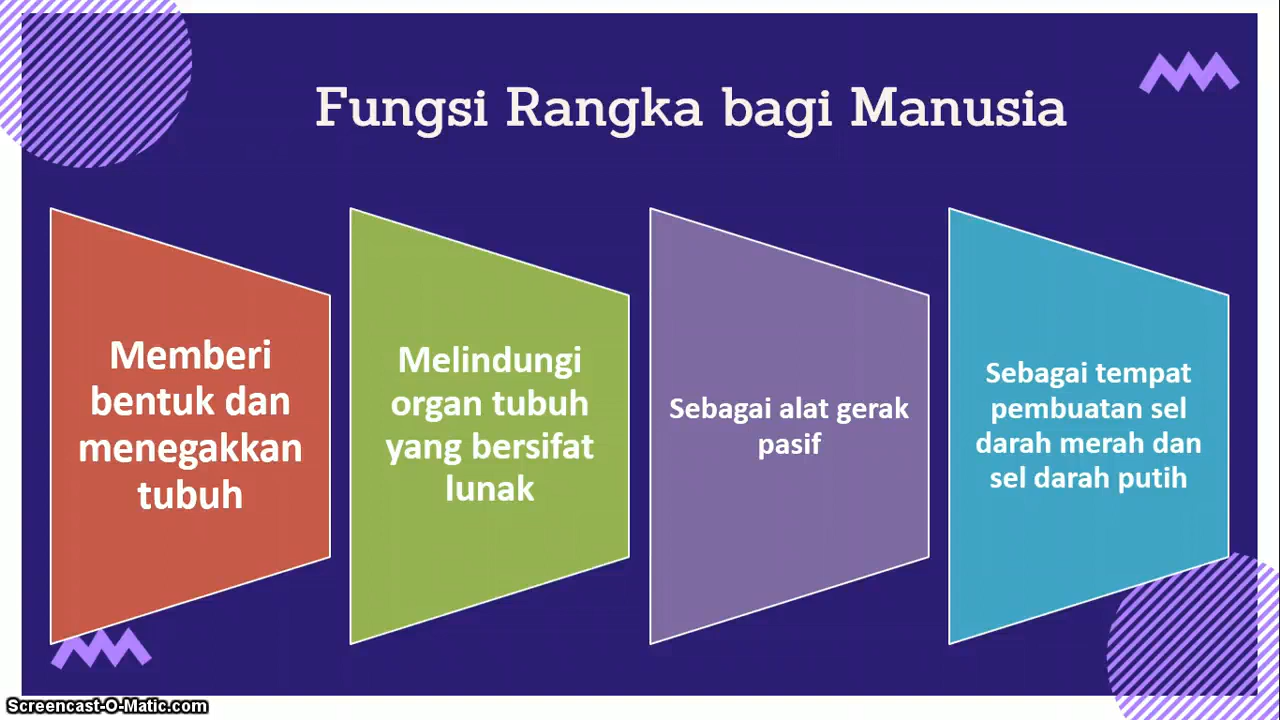 Fungsi Rangka bagi Manusia
Memberi
bentuk dan
menegakkan
tubuh
Melindungi
organ tubuh
yang bersifat
lunak
Sebagai alat gerak
pasif
Sebagai tempat
pembuatan sel
darah merah dan
sel darah putih
Screencast-O-Matic.com